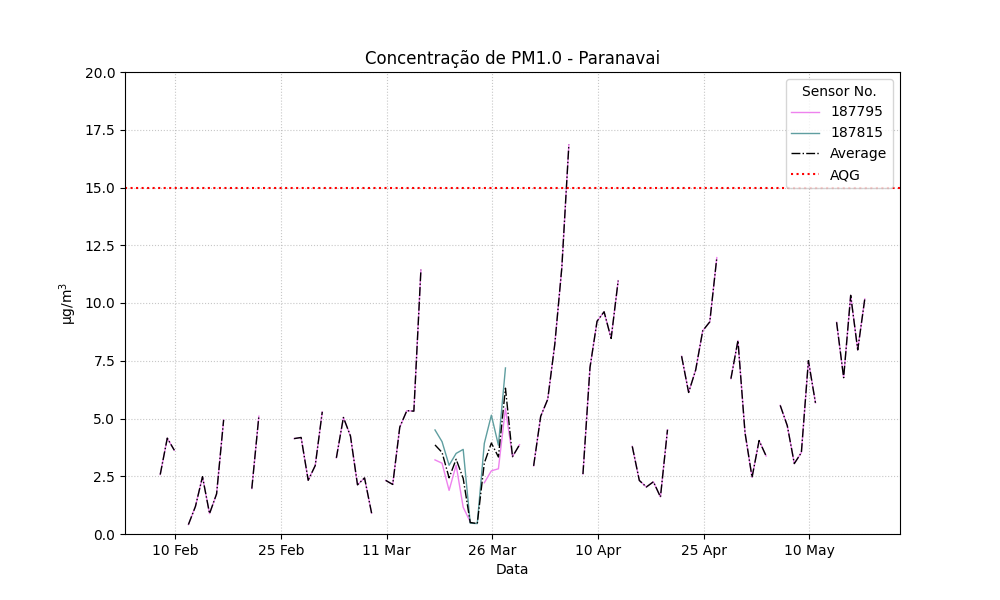 Concentração de PM1.0 - Paranavai
20.0
17.5
15.0
12.5
10.0
7.5
5.0
2.5
0.0
µg/m³
10 Feb
25 Feb
11 Mar
26 Mar
10 Apr
25 Apr
10 May
Data
Sensor No.
187795
187815
Average
AQG